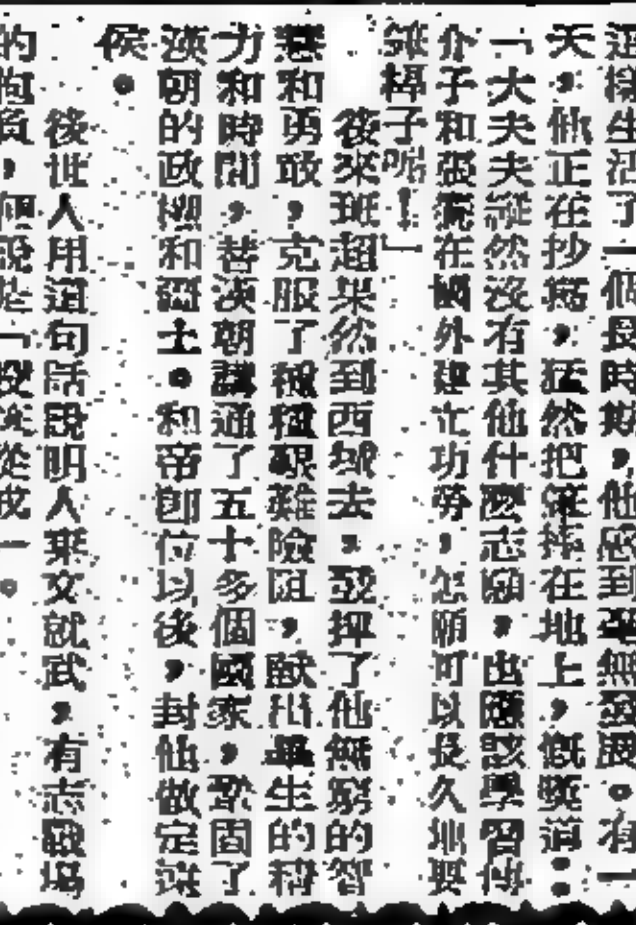 這樣生活了一個長時期,他感到毫無發展。有一
天,他正在抄寫,猛然把筆摔在地上,慨嘆道:
「大丈夫縱然沒有其他什麼志願,也應該學習傅
介子和張騫在國外建立功勞,怎願可以長久地要
筆桿子呢!」
後來班超果然到西域去,發揮了他無窮的智
慧和勇敢,克服了種種艱難險阻,獻出畢生的精
力和時間,替漢朝溝通了五十多個國家,鞏固了
漢朝的政權和疆土。和帝即位以後,封他做定遠
侯。
後世人用這句話說明人棄文就武,有志戰場
的抱負,便說是「投筆從戎」。